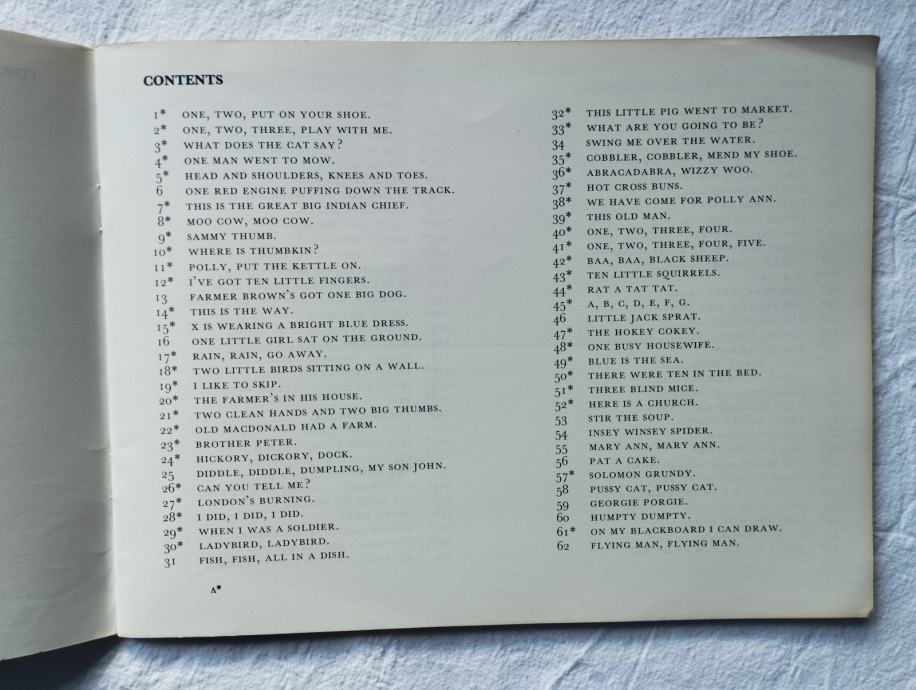 CONTENTS
1* ONE, TWO, PUT ON YOUR SHOE.
2* ONE, TWO, THREE, PLAY WITH ME.
3* WHAT DOES THE CAT SAY?
4* ONE MAN WENT TO MOW.
5* HEAD AND SHOULDERS, KNEES AND TOES.
6 ONE RED ENGINE PUFFING DOWN THE TRACK.
7* THIS IS THE GREAT BIG INDIAN CHIEF.
8* MOO COW, MOO COW.
9* SAMMY THUMB.
10* WHERE IS THUMBKIN?
11* POLLY, PUT THE KETTLE ON.
12* I'VE GOT TEN LITTLE FINGERS.
13 FARMER BROWN'S GOT ONE BIG DOG.
14* THIS IS THE WAY.
15* X IS WEARING A BRIGHT BLUE DRESS.
16 ONE LITTLE GIRL SAT ON THE GROUND.
17* RAIN, RAIN, GO AWAY.
18* TWO LITTLE BIRDS SITTING ON A WALL.
19* I LIKE TO SKIP.
20* THE FARMER'S IN HIS HOUSE.
21* TWO CLEAN HANDS AND TWO BIG THUMBS.
22* OLD MACDONALD HAD A FARM.
23* BROTHER PETER.
24* HICKORY, DICKORY, DOCK.
25 DIDDLE, DIDDLE, DUMPLING, MY SON JOHN.
26* CAN YOU TELL ME?
27* LONDON'S BURNING.
28* I DID, I DID, I DID.
29* WHEN I WAS A SOLDIER.
30* LADYBIRD, LADYBIRD.
31 FISH, FISH, ALL IN A DISH.
A*
32* THIS LITTLE PIG WENT TO MARKET.
33* WHAT ARE YOU GOING TO BE?
34 SWING ME OVER THE WATER.
35* COBBLER, COBBLER, MEND MY SHOE.
36* ABRACADABRA, WIZZY WOO.
37* HOT CROSS BUNS.
38* WE HAVE COME FOR POLLY ANN.
39* THIS OLD MAN.
40* ONE, TWO, THREE, FOUR.
41* ONE, TWO, THREE, FOUR, FIVE.
42* BAA, BAA, BLACK SHEEP.
43* TEN LITTLE SQUIRRELS.
44* RAT A TAT TAT.
45* A, B, C, D, E, F, G.
46 LITTLE JACK SPRAT.
47* THE HOKEY COKEY.
48* ONE BUSY HOUSEWIFE.
49* BLUE IS THE SEA.
50* THERE WERE TEN IN THE BED.
51* THREE BLIND MICE.
52* HERE IS A CHURCH.
53 STIR THE SOUP.
54 INSEY WINSEY SPIDER.
55 MARY ANN, MARY ANN.
56 PAT A CAKE.
57* SOLOMON GRUNDY.
58 PUSSY CAT, PUSSY CAT.
59 GEORGIE PORGIE.
60 HUMPTY DUMPTY.
61* ON MY BLACKBOARD I CAN DRAW.
62 FLYING MAN, FLYING MAN.